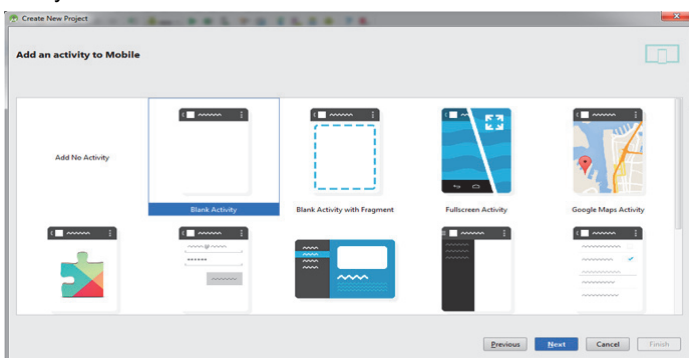 Create New Project
Add an activity to Mobile
Add No Activity
Blank Activity
Blank Activity with Fragment
Fullscreen Activity
Google Maps Activity
Previous
Next
Cancel
Finish